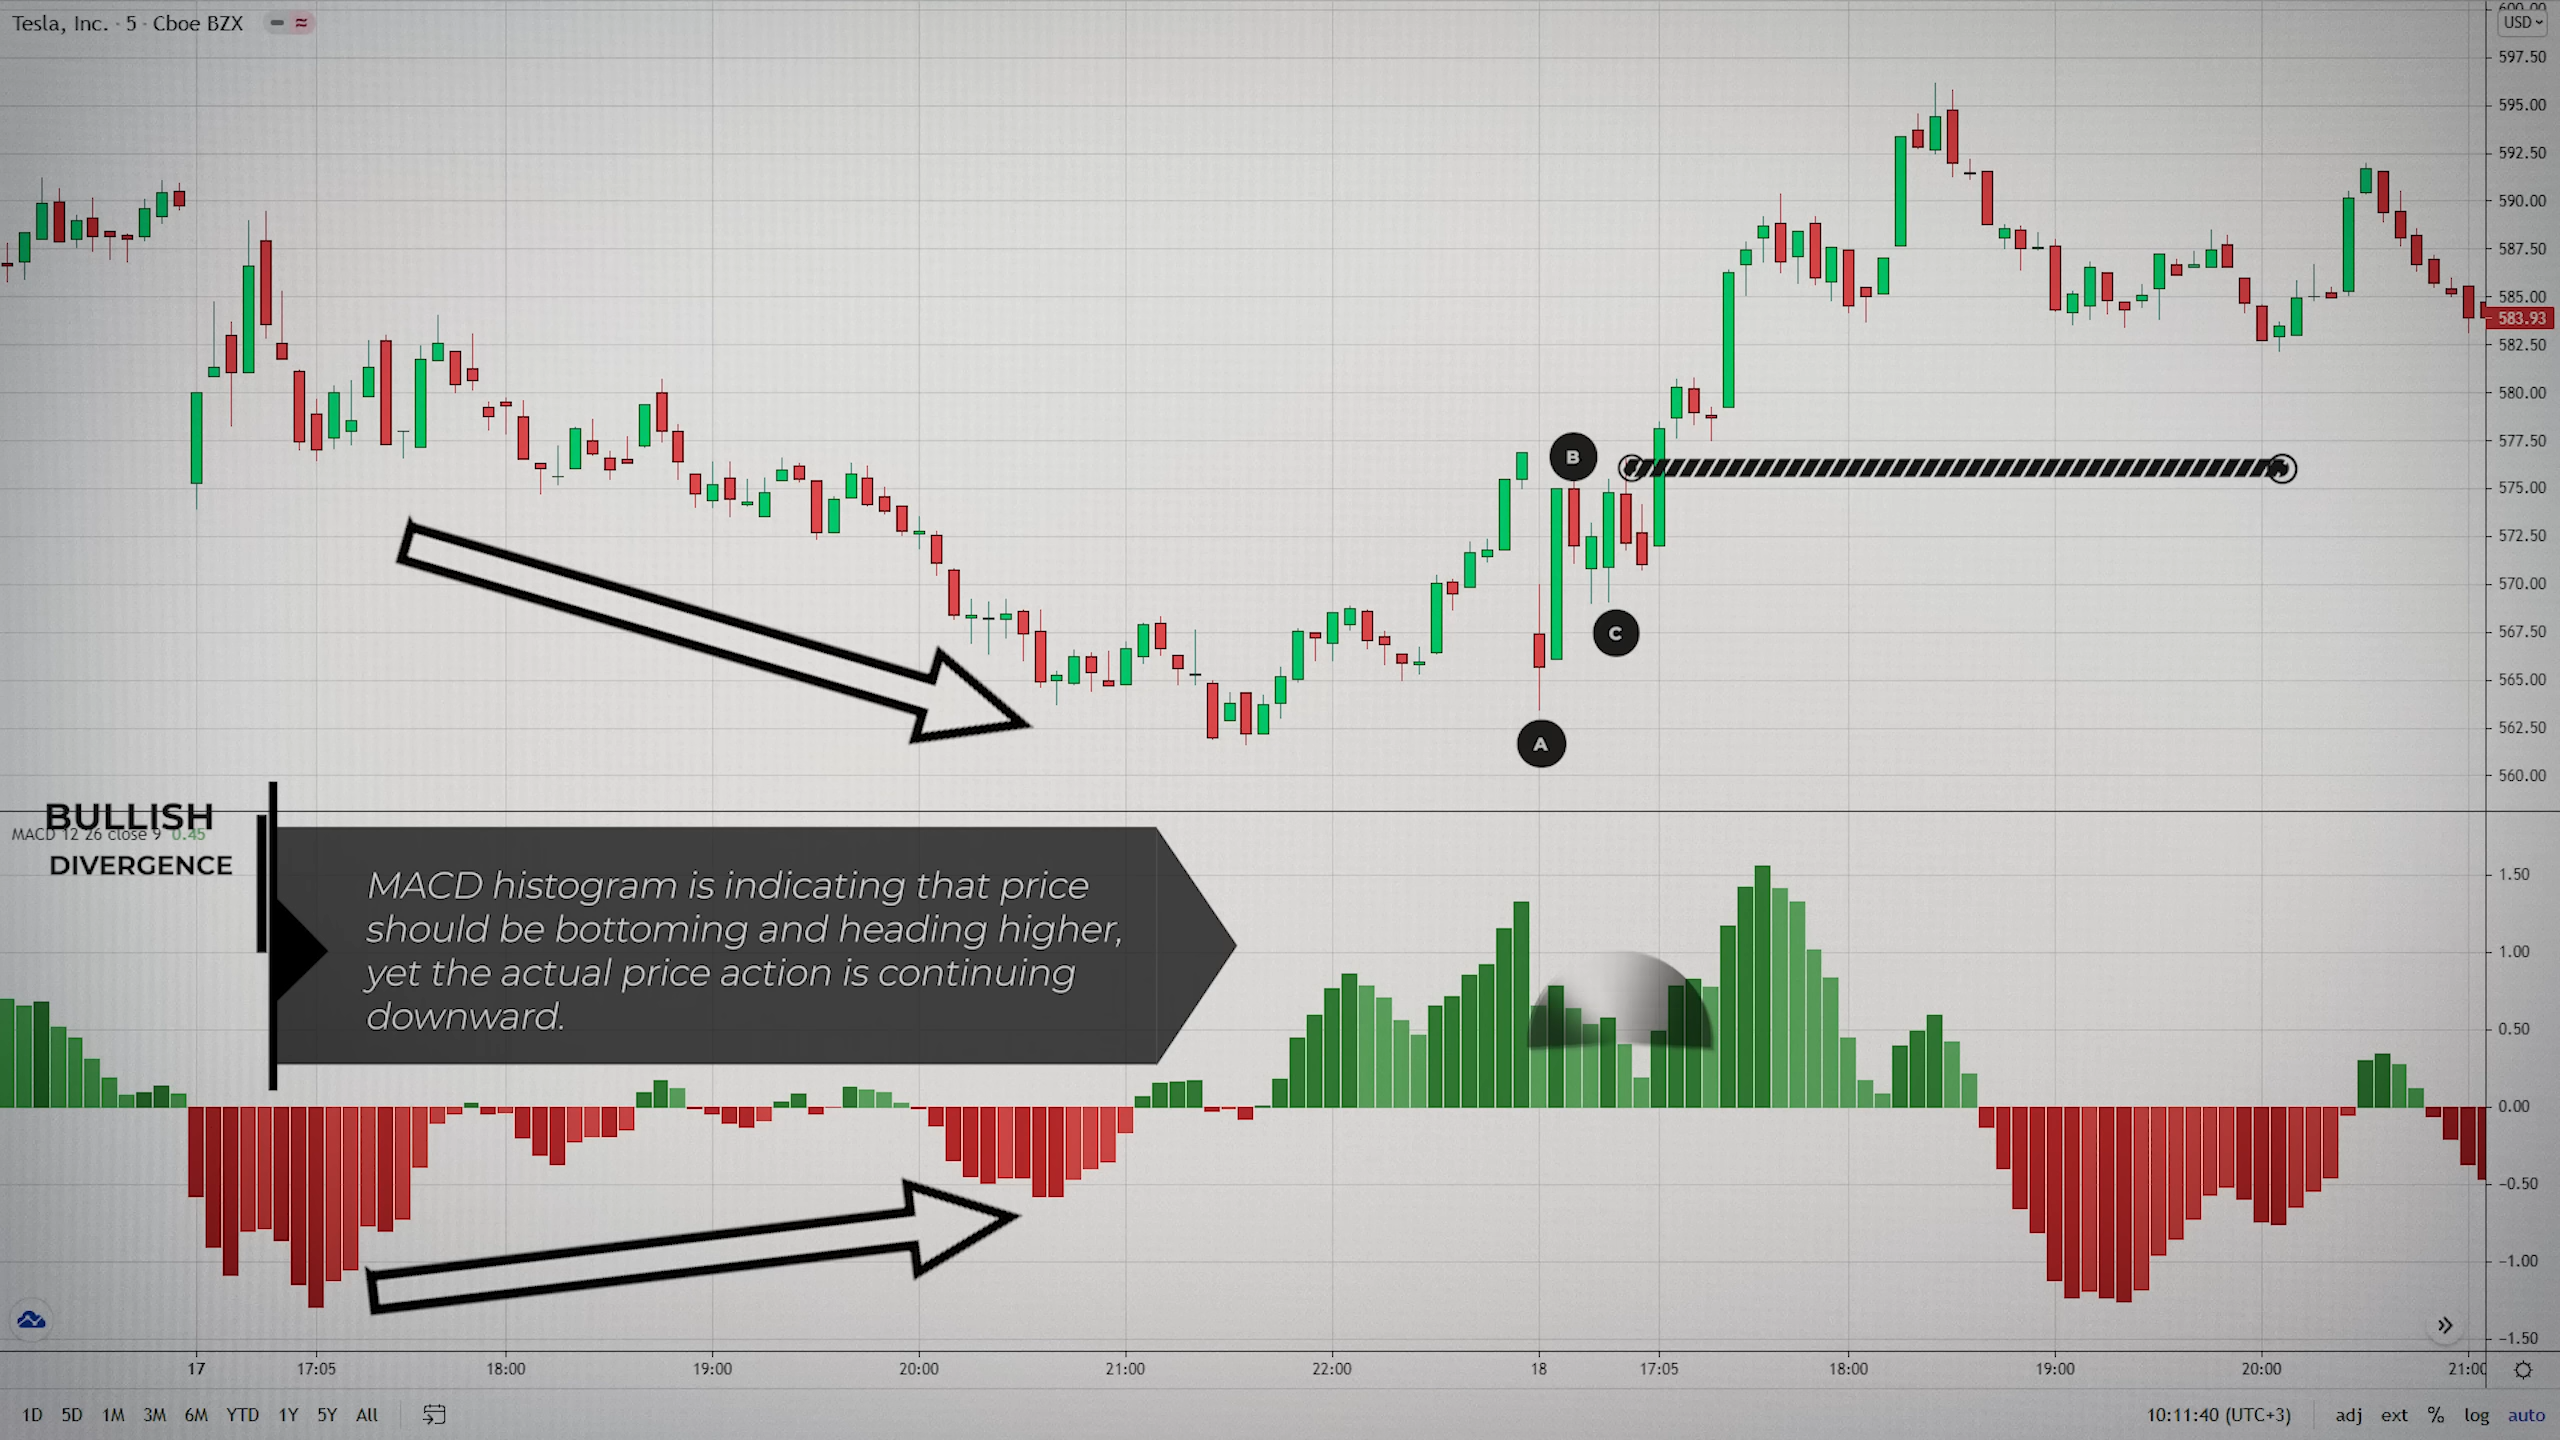 Tesla, Inc. · 5 · Cboe BZX
600.00
USD
597.50
595.00
592.50
590.00
587.50
585.00
583.93
582.50
580.00
577.50
575.00
572.50
570.00
567.50
565.00
562.50
560.00
B
C
A
BULLISH
MACD 12 26 close 9 0.45
DIVERGENCE
MACD histogram is indicating that price
should be bottoming and heading higher,
yet the actual price action is continuing
downward.
1.50
1.00
0.50
0.00
−0.50
−1.00
−1.50
17 17:05 18:00 19:00 20:00 21:00 22:00 18 17:05 18:00 19:00 20:00 21:00
1D 5D 1M 3M 6M YTD 1Y 5Y All 10:11:40 (UTC+3) adj ext % log auto